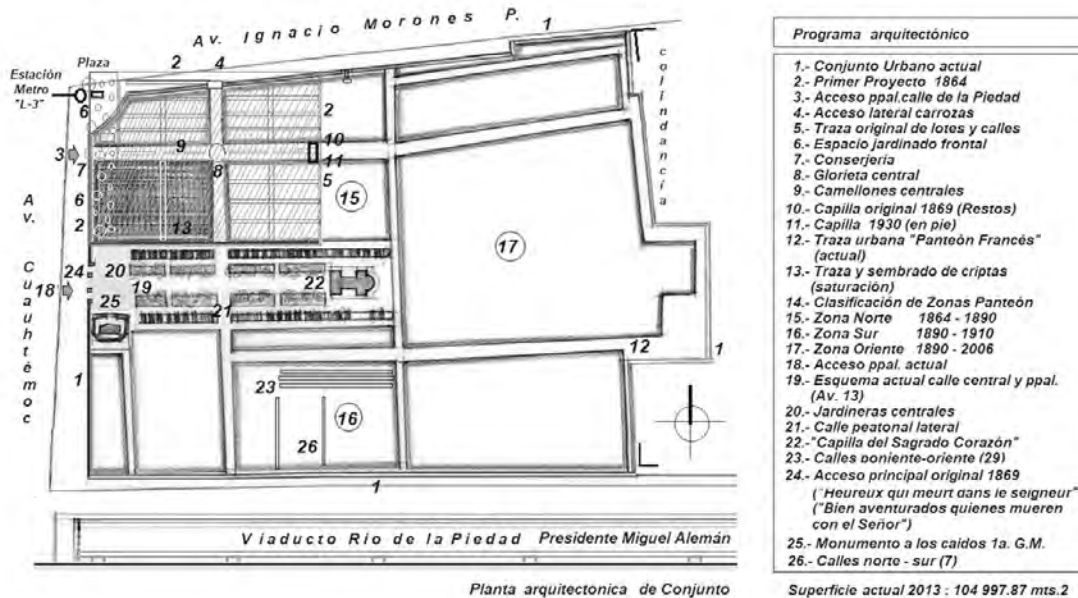 Av. Ignacio Morones P.
1
Plaza
2
4
Estación
Metro
"L-3"
6
2
colindancia
9
10
3
11
7
8
5
6
15
Av. Cuauhtémoc
2
13
17
24
20
18
19
22
25
21
12
1
1
23
16
26
1
Viaducto Rio de la Piedad Presidente Miguel Alemán
Planta arquitectonica de Conjunto
Programa arquitectónico
1.- Conjunto Urbano actual
2.- Primer Proyecto 1864
3.- Acceso ppal.calle de la Piedad
4.- Acceso lateral carrozas
5.- Traza original de lotes y calles
6.- Espacio jardinado frontal
7.- Conserjería
8.- Glorieta central
9.- Camellones centrales
10.- Capilla original 1869 (Restos)
11.- Capilla 1930 (en pie)
12.- Traza urbana "Panteón Francés"
(actual)
13.- Traza y sembrado de criptas
(saturación)
14.- Clasificación de Zonas Panteón
15.- Zona Norte 1864 - 1890
16.- Zona Sur 1890 - 1910
17.- Zona Oriente 1890 - 2006
18.- Acceso ppal. actual
19.- Esquema actual calle central y ppal.
(Av. 13)
20.- Jardineras centrales
21.- Calle peatonal lateral
22.-"Capilla del Sagrado Corazón"
23.- Calles poniente-oriente (29)
24.- Acceso principal original 1869
("Heureux qui meurt dans le seigneur"
("Bien aventurados quienes mueren
con el Señor")
25.- Monumento a los caidos 1a. G.M.
26.- Calles norte - sur (7)
Superficie actual 2013 : 104 997.87 mts.2